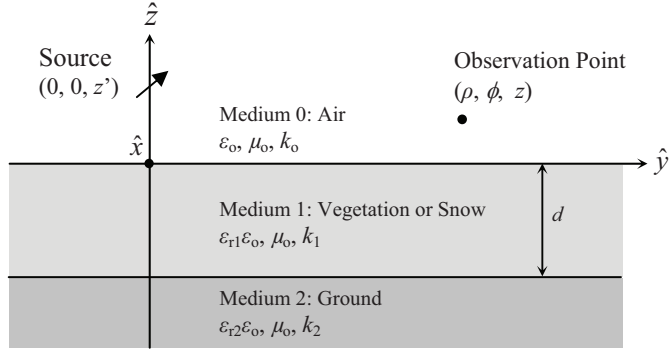 ẑ
Source
(0, 0, z’)
Observation Point
(ρ, ϕ, z)
Medium 0: Air
εₒ, μₒ, kₒ
x̂
ŷ
Medium 1: Vegetation or Snow
εᵣ₁εₒ, μₒ, k₁
d
Medium 2: Ground
εᵣ₂εₒ, μₒ, k₂